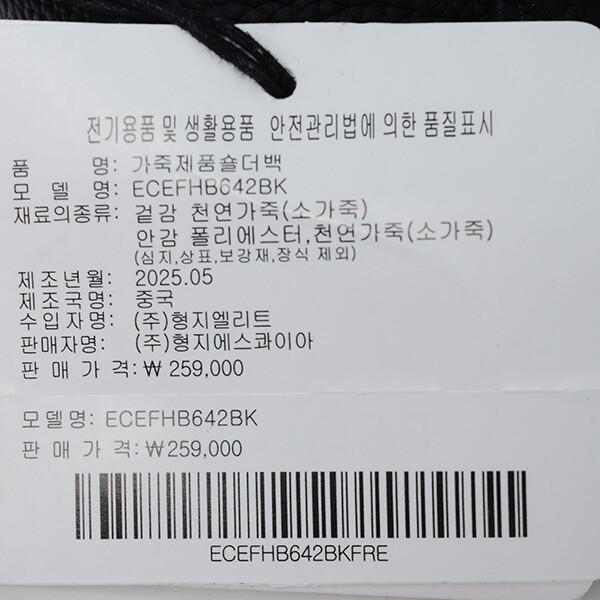 전기용품 및 생활용품 안전관리법에 의한 품질표시
품 명: 가죽제품숄더백
모 델 명: ECEFHB642BK
재료의종류: 겉감 천연가죽(소가죽)
안감 폴리에스터,천연가죽(소가죽)
(심지,상표,보강재,장식 제외)
제조년월: 2025.05
제조국명: 중국
수입자명: (주)형지엘리트
판매자명: (주)형지에스콰이아
판 매 가 격: ₩ 259,000
모델명: ECEFHB642BK
판 매 가 격: ₩259,000
ECEFHB642BKFRE